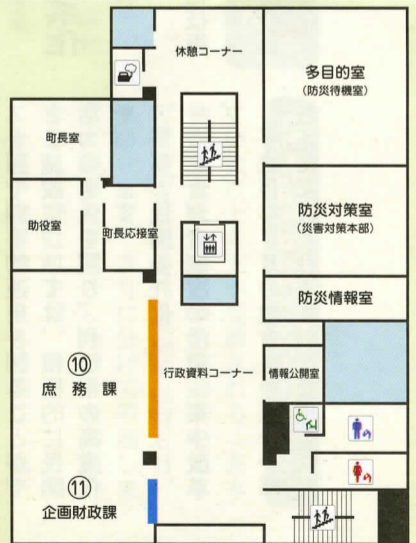 休憩コーナー
多目的室
（防災待機室）
町長室
助役室
町長応接室
防災対策室
（災害対策本部）
防災情報室
⑩
庶務課
行政資料コーナー
情報公開室
⑪
企画財政課